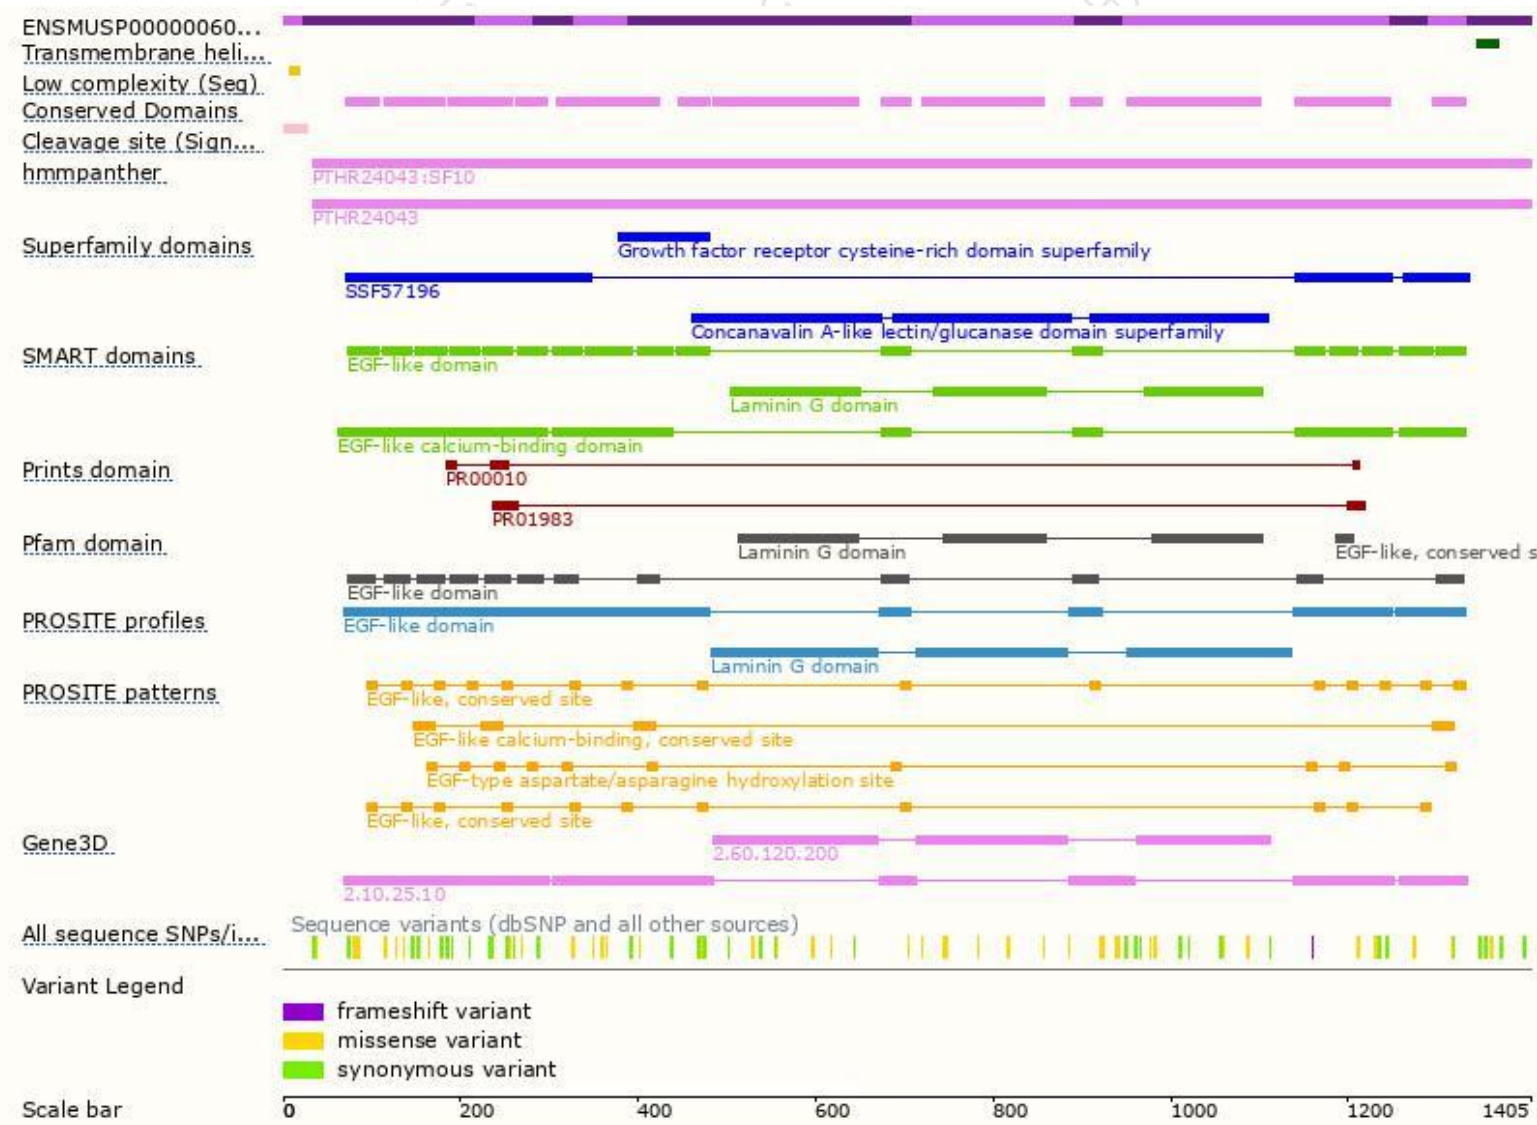 ENSMUSP00000060...
Transmembrane heli...
Low complexity (Seg)
Conserved Domains
Cleavage site (Sign...
hmmpanther
PTHR24043:SF10
PTHR24043
Superfamily domains
Growth factor receptor cysteine-rich domain superfamily
SSF57196
Concanavalin A-like lectin/glucanase domain superfamily
SMART domains
EGF-like domain
Laminin G domain
EGF-like calcium-binding domain
Prints domain
PR00010
PR01983
Pfam domain
Laminin G domain
EGF-like, conserved s
EGF-like domain
PROSITE profiles
EGF-like domain
Laminin G domain
PROSITE patterns
EGF-like, conserved site
EGF-like calcium-binding, conserved site
EGF-type aspartate/asparagine hydroxylation site
EGF-like, conserved site
Gene3D
2.60.120.200
2.10.25.10
All sequence SNPs/i...
Sequence variants (dbSNP and all other sources)
Variant Legend
frameshift variant
missense variant
synonymous variant
Scale bar
0 200 400 600 800 1000 1200 1405